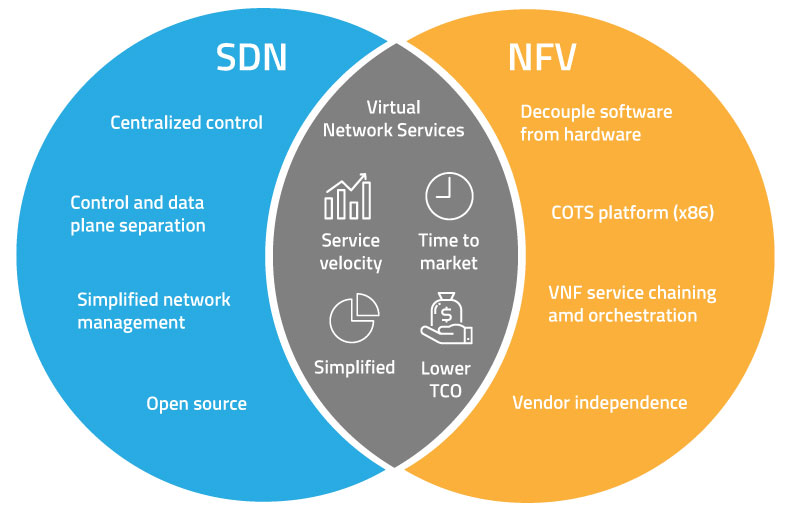 SDN
Centralized control
Control and data
plane separation
Simplified network
management
Open source
Virtual
Network Services
Service
velocity
Time to
market
Simplified
Lower
TCO
NFV
Decouple software
from hardware
COTS platform (x86)
VNF service chaining
amd orchestration
Vendor independence
$